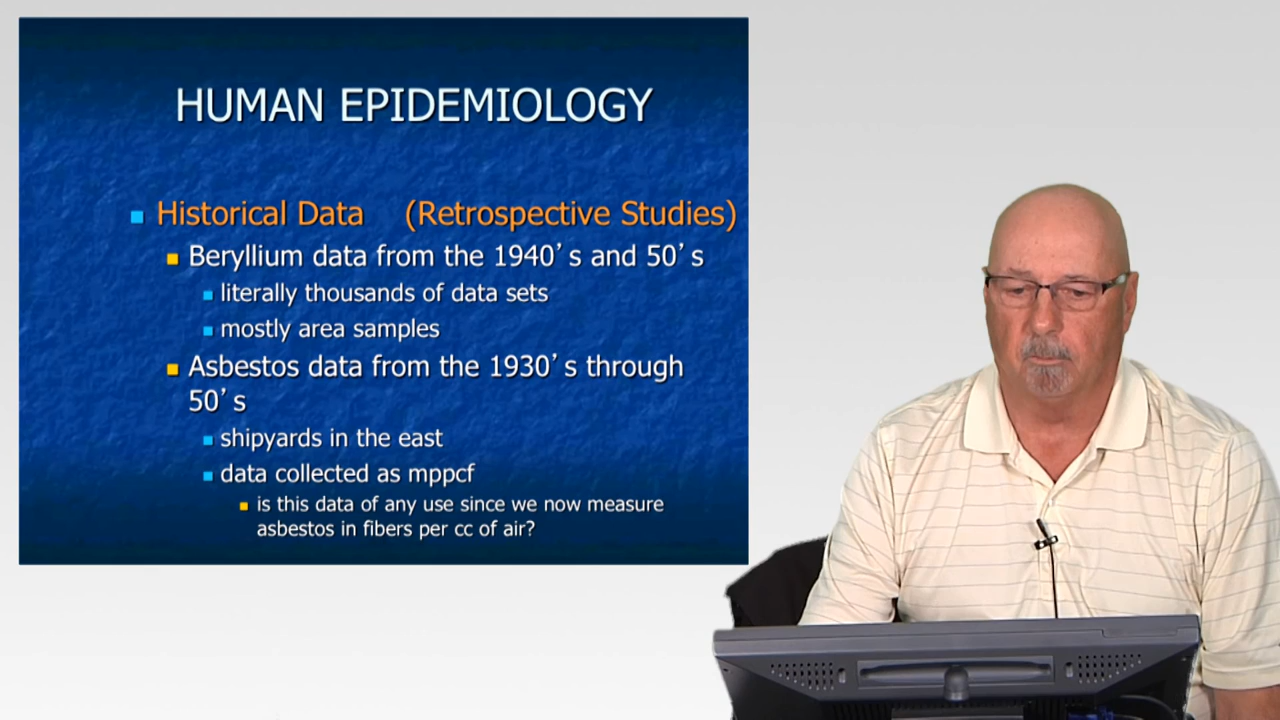 HUMAN EPIDEMIOLOGY
Historical Data (Retrospective Studies)
Beryllium data from the 1940’s and 50’s
literally thousands of data sets
mostly area samples
Asbestos data from the 1930’s through
50’s
shipyards in the east
data collected as mppcf
is this data of any use since we now measure
asbestos in fibers per cc of air?